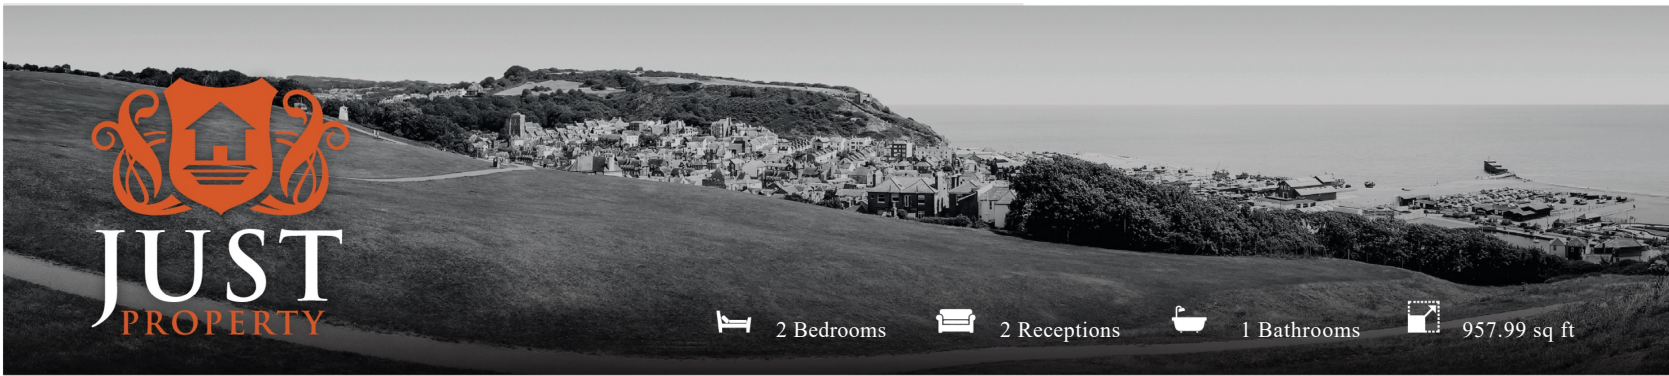 JUST
PROPERTY
2 Bedrooms
2 Receptions
1 Bathrooms
957.99 sq ft